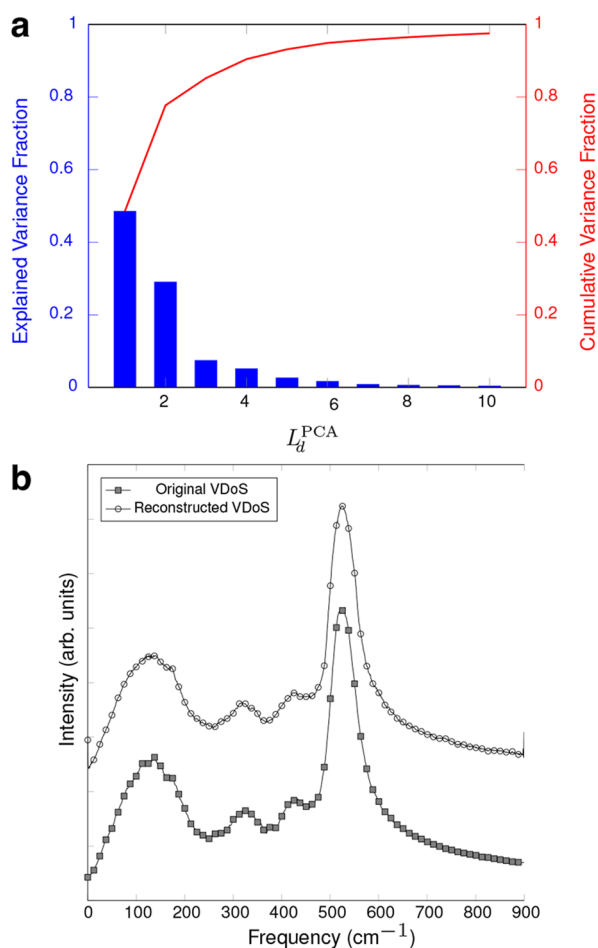 a
Explained Variance Fraction
1
0.8
0.6
0.4
0.2
0
1
0.8
0.6
0.4
0.2
0
Cumulative Variance Fraction
2 4 6 8 10
L_d^PCA
b
Original VDoS
Reconstructed VDoS
Intensity (arb. units)
0 100 200 300 400 500 600 700 800 900
Frequency (cm⁻¹)